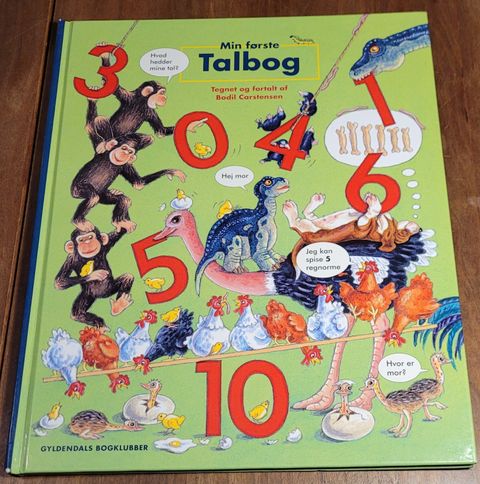 Min første
Talbog
Tegnet og fortalt af
Bodil Carstensen
Hvad
hedder
mine tal?
3
0
4
1
6
Hej mor
5
Jeg kan
spise 5
regnorme
10
Hvor er
mor?
GYLDENDALS BOGKLUBBER